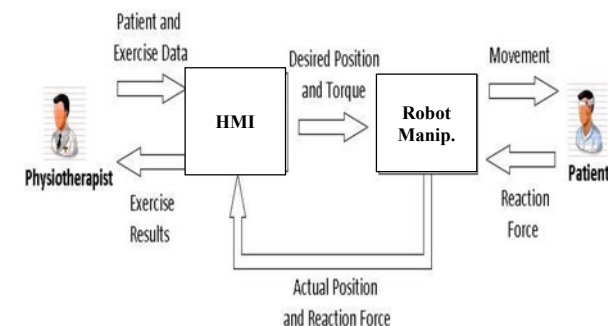 Patient and
Exercise Data
Desired Position
and Torque
Movement
HMI
Robot
Manip.
Physiotherapist
Patient
Exercise
Results
Reaction
Force
Actual Position
and Reaction Force